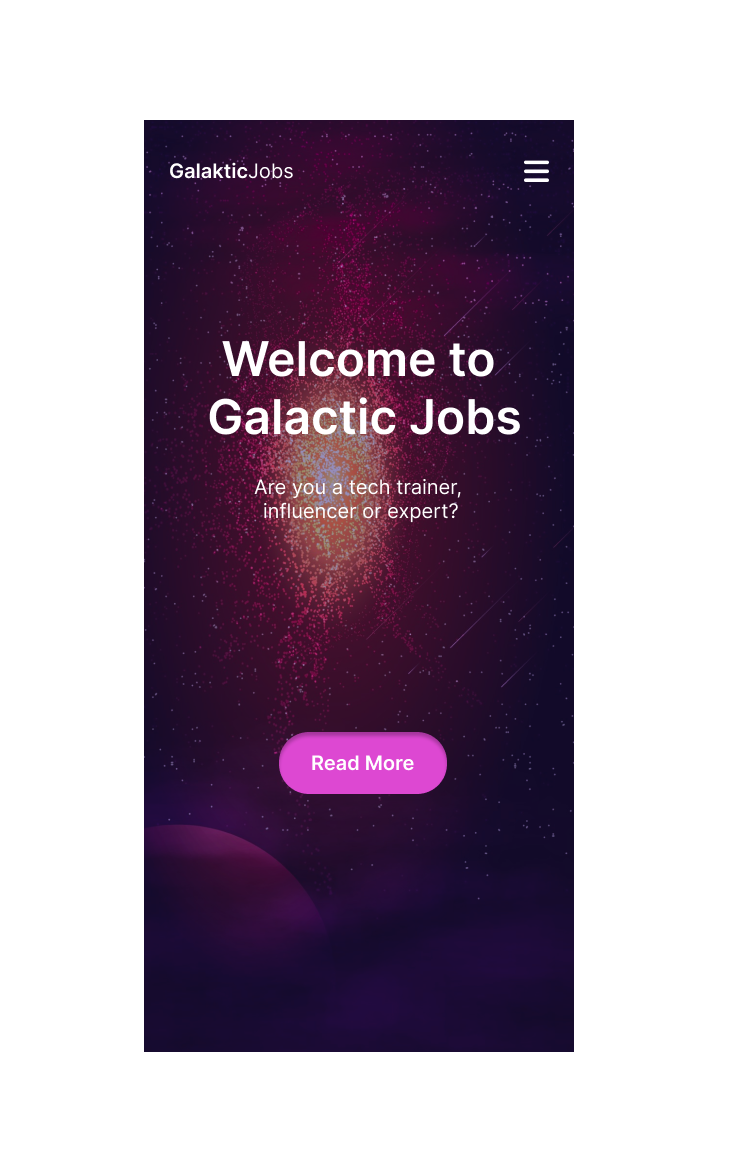 GalakticJobs
Welcome to
Galactic Jobs
Are you a tech trainer,
influencer or expert?
Read More